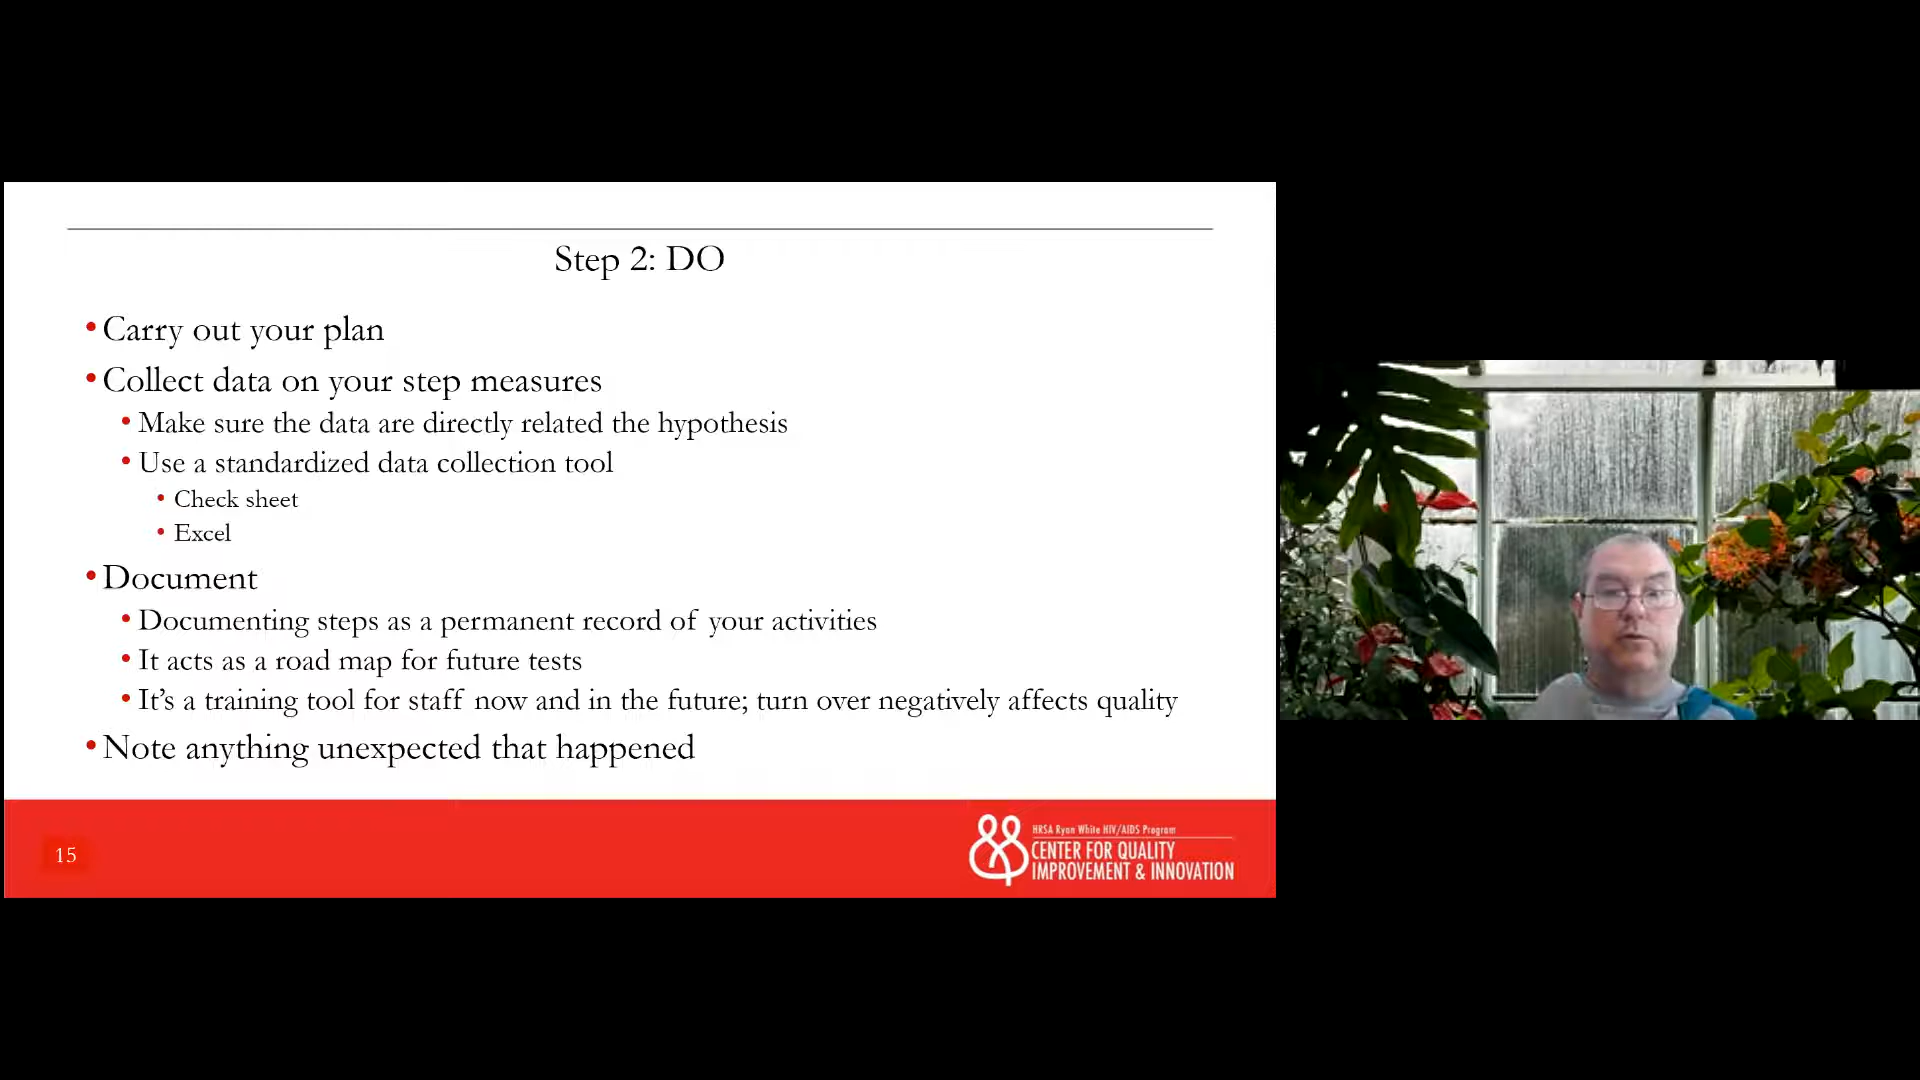 Step 2: DO
•Carry out your plan
•Collect data on your step measures
•Make sure the data are directly related the hypothesis
•Use a standardized data collection tool
•Check sheet
•Excel
•Document
•Documenting steps as a permanent record of your activities
•It acts as a road map for future tests
•It’s a training tool for staff now and in the future; turn over negatively affects quality
•Note anything unexpected that happened
15
HRSA Ryan White HIV/AIDS Program
CENTER FOR QUALITY
IMPROVEMENT & INNOVATION